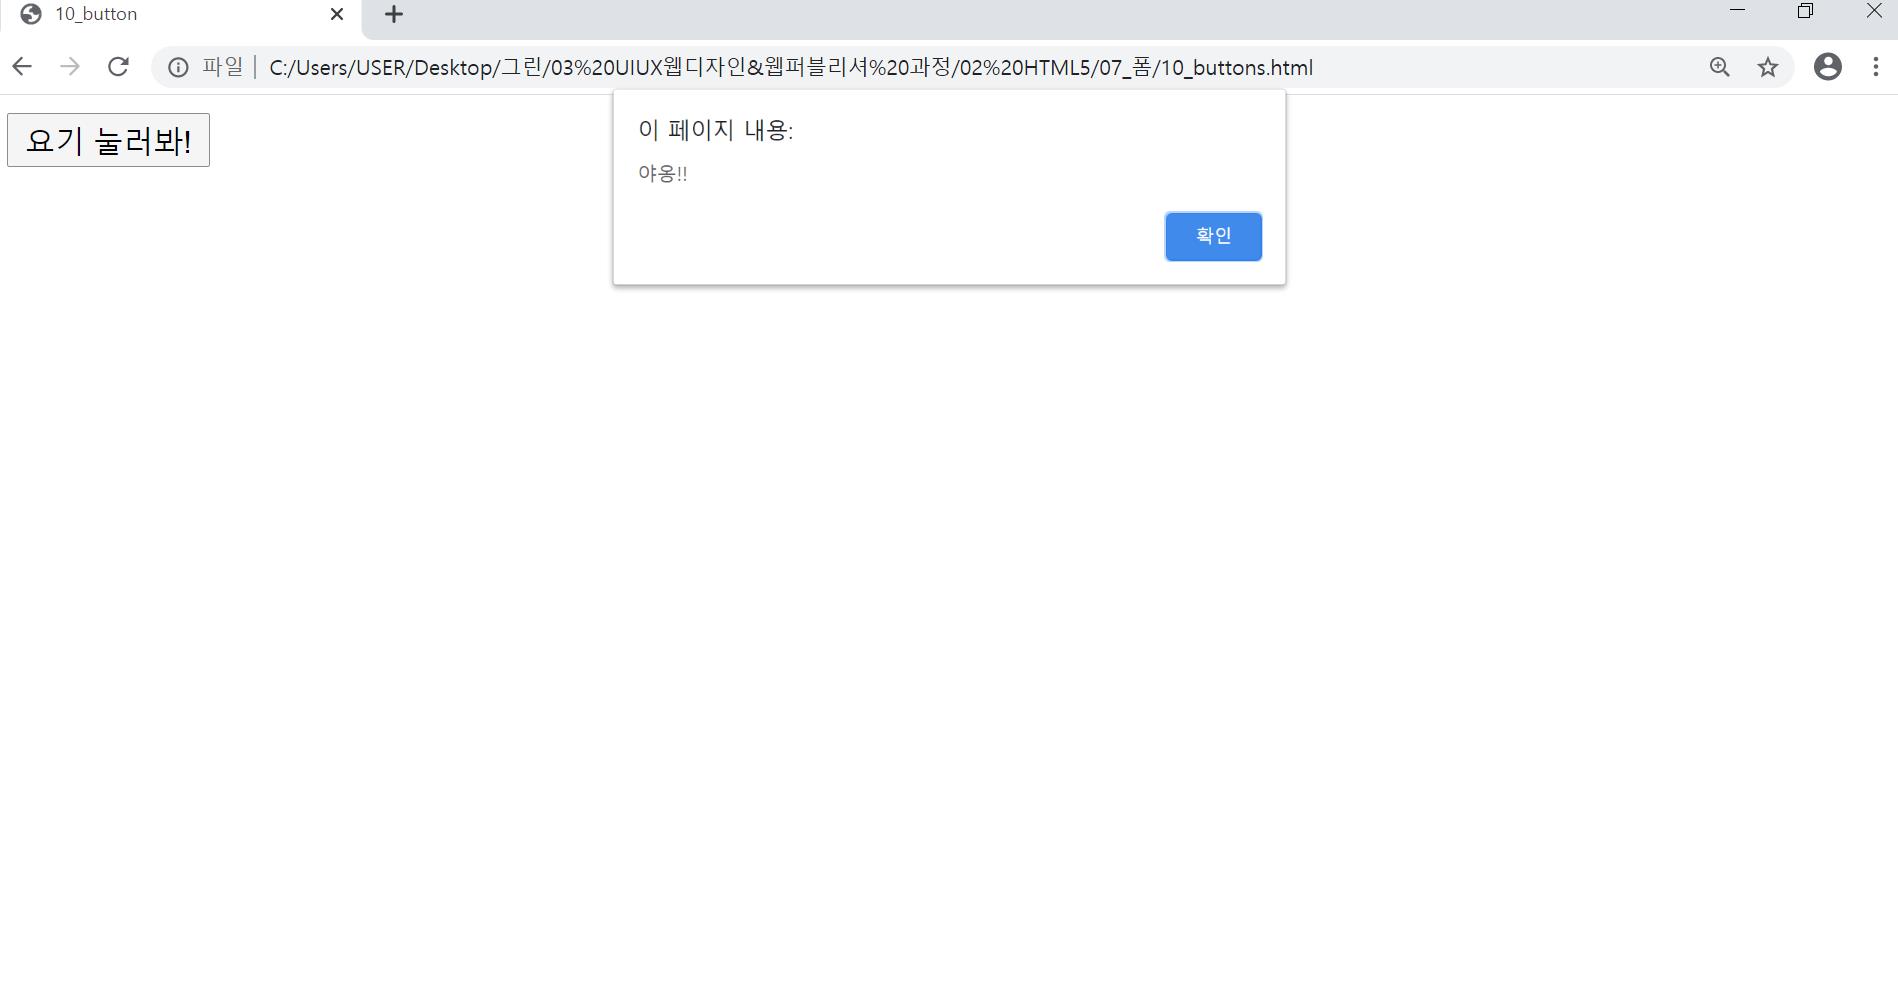 10_button
파일 C:/Users/USER/Desktop/그린/03%20UIUX웹디자인&웹퍼블리셔%20과정/02%20HTML5/07_폼/10_buttons.html
요기 눌러봐!
이 페이지 내용:
야옹!!
확인